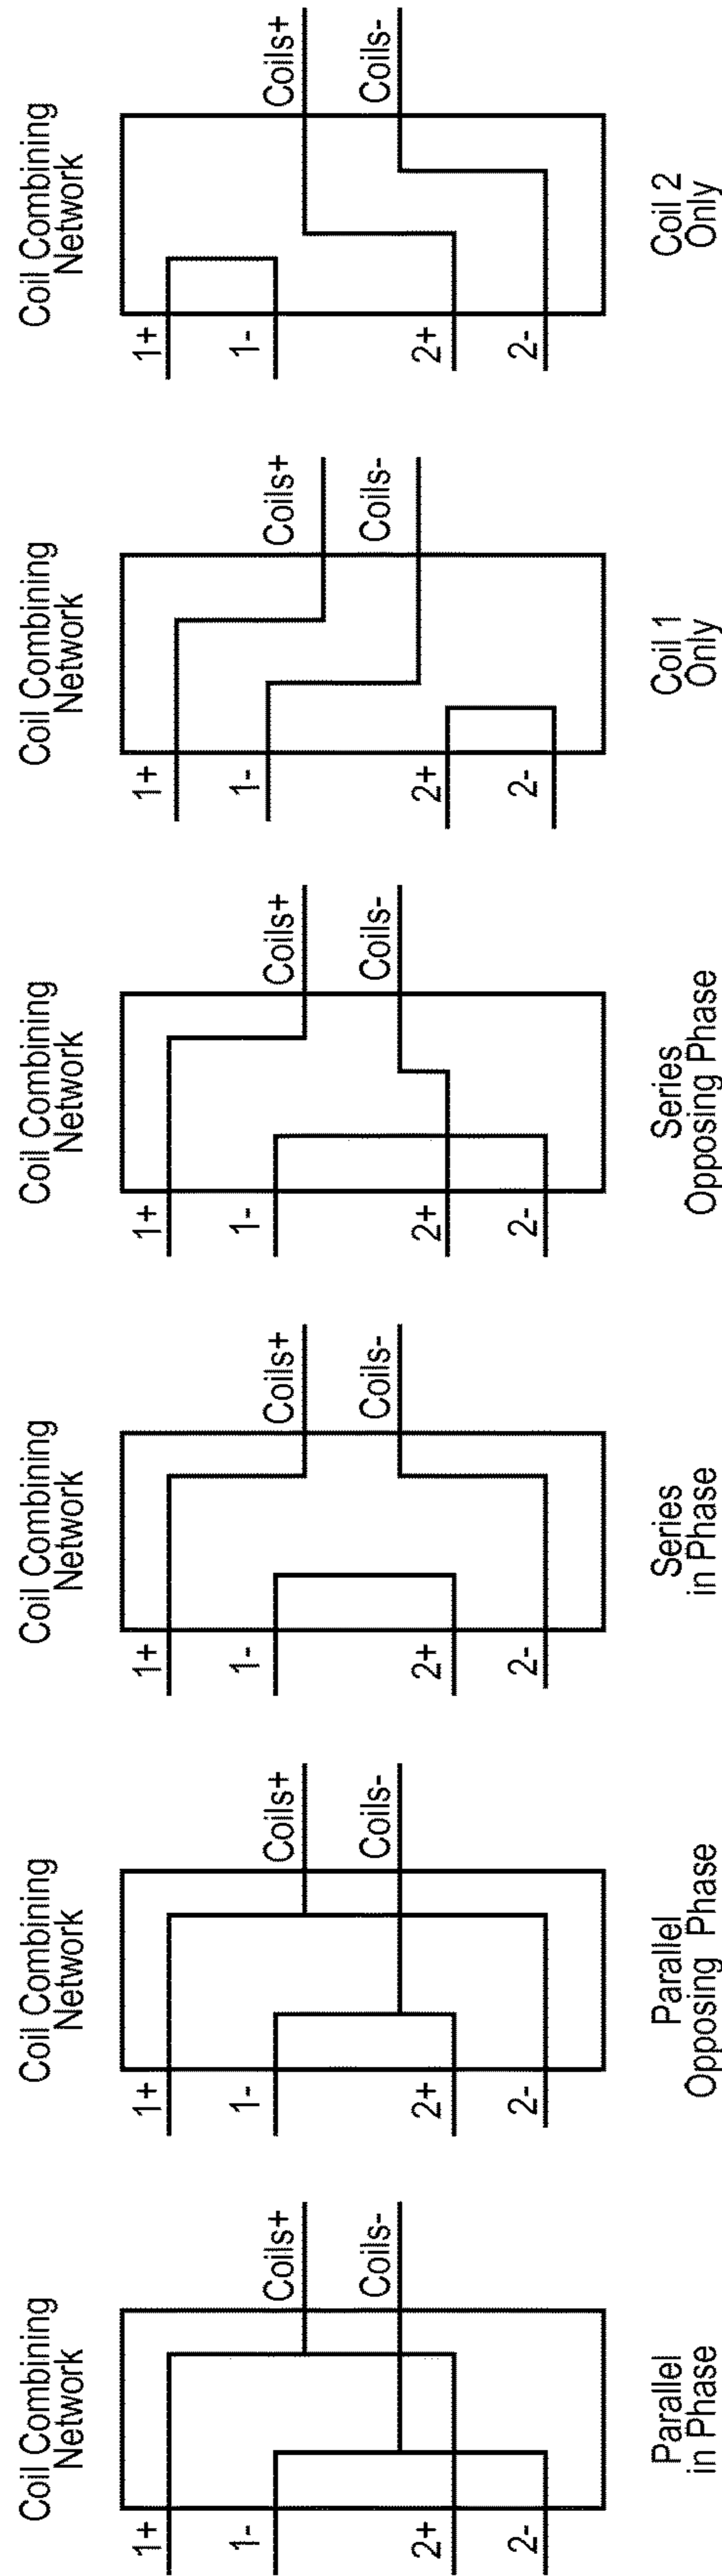 Coil Combining
Network
1+
1-
2+
2-
Coils+
Coils-
Parallel
in Phase
Coil Combining
Network
1+
1-
2+
2-
Coils+
Coils-
Parallel
Opposing Phase
Coil Combining
Network
1+
1-
2+
2-
Coils+
Coils-
Series
in Phase
Coil Combining
Network
1+
1-
2+
2-
Coils+
Coils-
Series
Opposing Phase
Coil Combining
Network
1+
1-
2+
2-
Coils+
Coils-
Coil 1
Only
Coil Combining
Network
1+
1-
2+
2-
Coils+
Coils-
Coil 2
Only